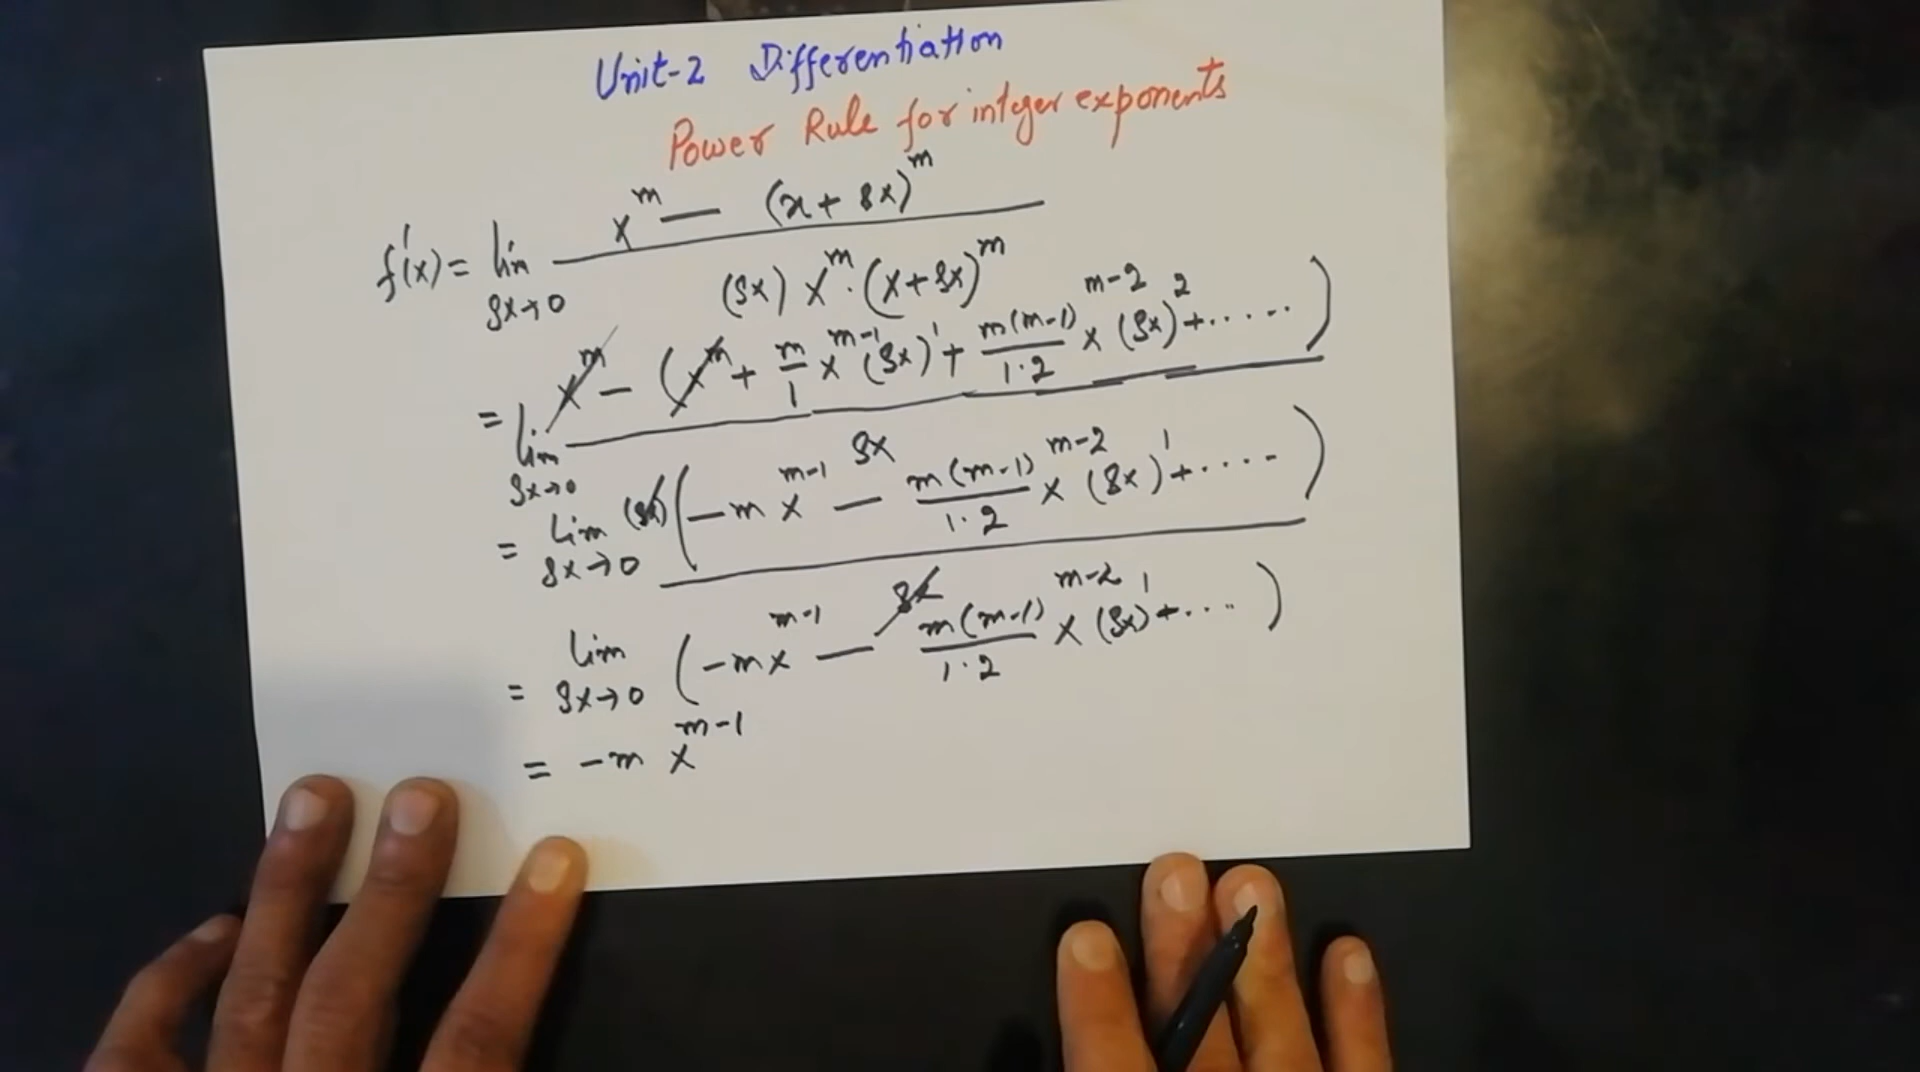 Unit-2 Differentiation
Power Rule for integer exponents
f'(x) = lim δx→0 (x^m − (x + δx)^m) / ((δx) x^m · (x + δx)^m)
= lim δx→0 (x^m − (x^m + m/1 x^(m-1) (δx)^1 + m(m-1)/1·2 x^(m-2) (δx)^2 + ......)) / δx
= lim δx→0 (δx) (−m x^(m-1) − m(m-1)/1·2 x^(m-2) (δx)^1 + .....) / δx
= lim δx→0 (−m x^(m-1) − m(m-1)/1·2 x^(m-2) (δx)^1 + ....)
= −m x^(m-1)